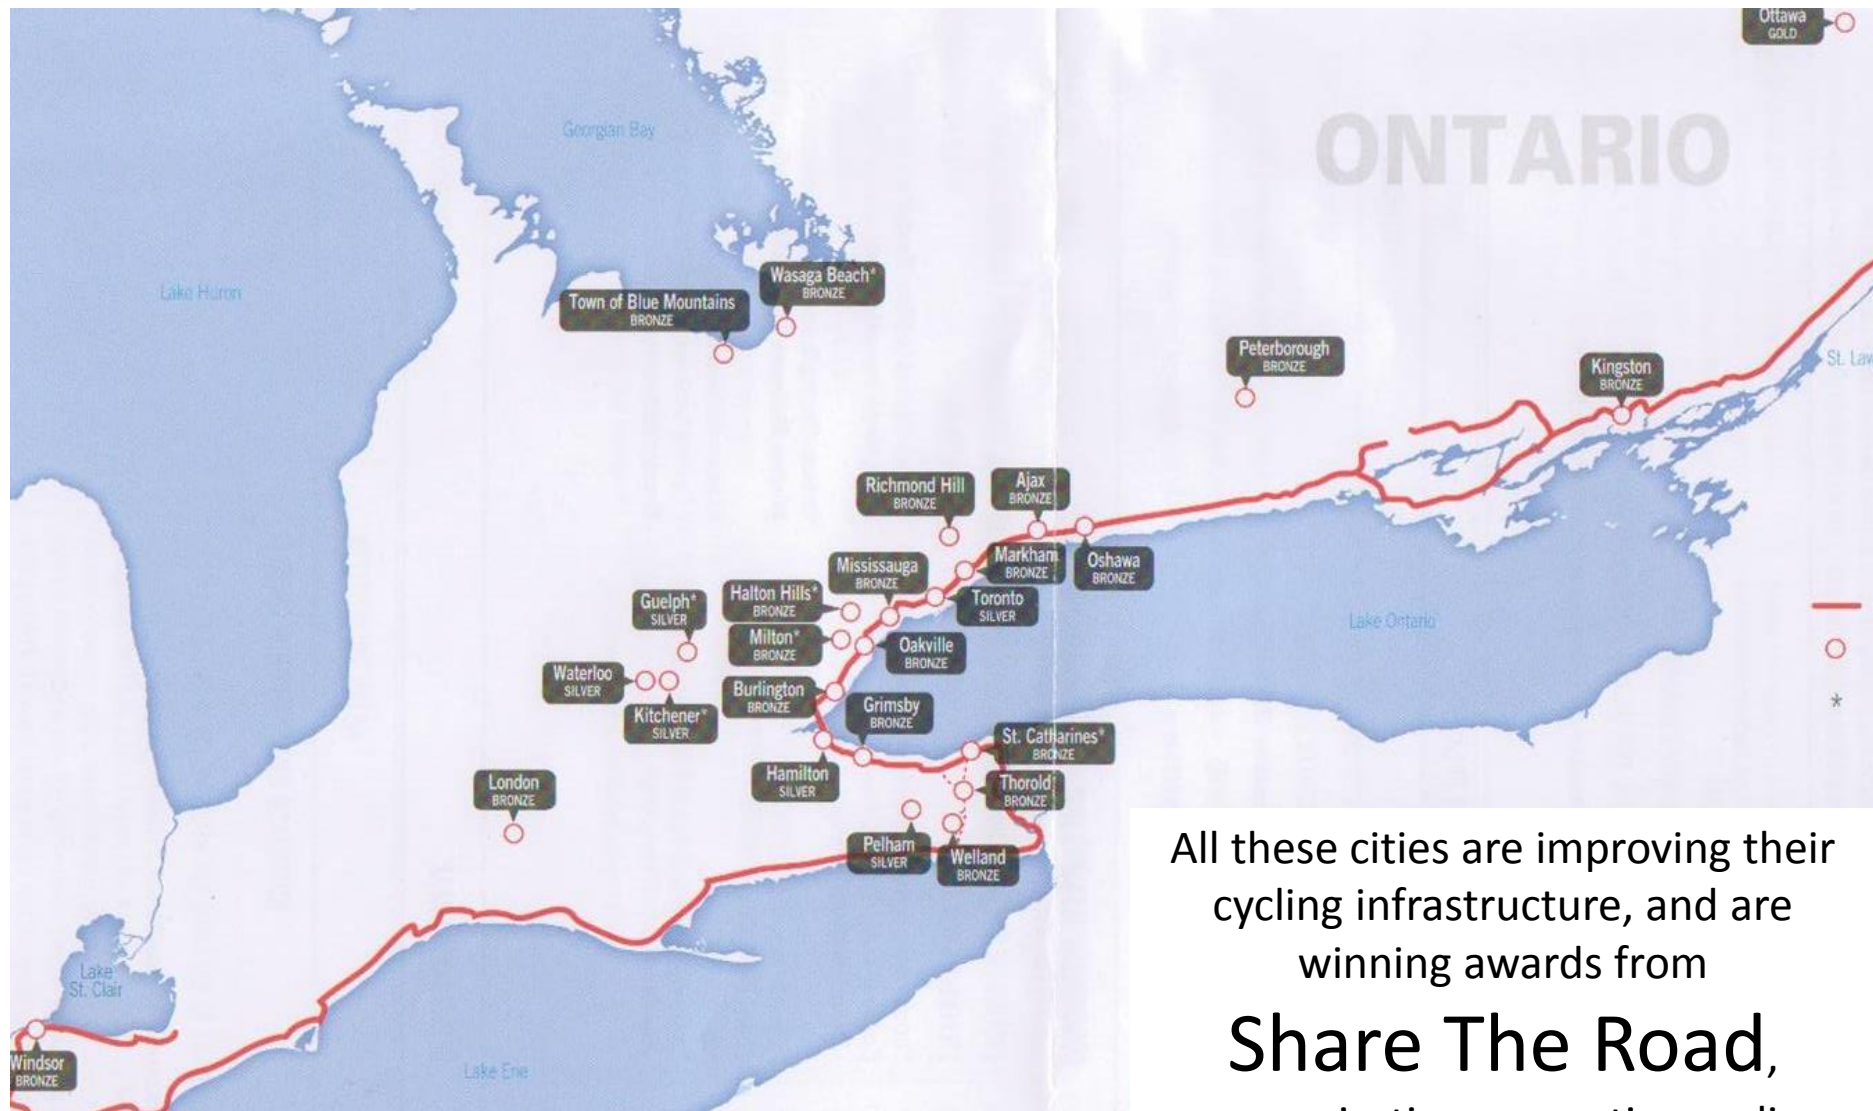 Ottawa
GOLD
ONTARIO
Georgian Bay
Lake Huron
Wasaga Beach*
BRONZE
Town of Blue Mountains
BRONZE
Peterborough
BRONZE
Kingston
BRONZE
St. Law
Richmond Hill
BRONZE
Ajax
BRONZE
Markham
BRONZE
Oshawa
BRONZE
Mississauga
BRONZE
Halton Hills*
BRONZE
Guelph*
SILVER
Toronto
SILVER
Lake Ontario
Milton*
BRONZE
Oakville
BRONZE
Waterloo
SILVER
Burlington
BRONZE
Kitchener*
SILVER
Grimsby
BRONZE
*
St. Catharines*
BRONZE
Hamilton
SILVER
London
BRONZE
Thorold
BRONZE
Pelham
SILVER
Welland
BRONZE
Lake
St. Clair
Windsor
BRONZE
Lake Erie
All these cities are improving their
cycling infrastructure, and are
winning awards from
Share The Road,